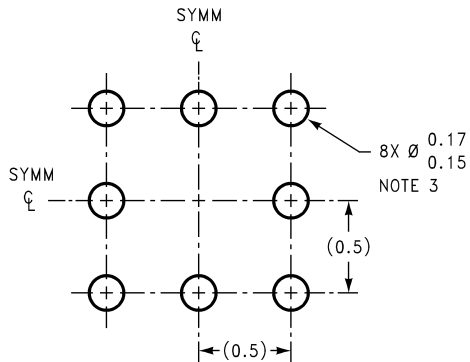 SYMM
℄
8X Ø 0.17
0.15
NOTE 3
SYMM
℄
(0.5)
(0.5)